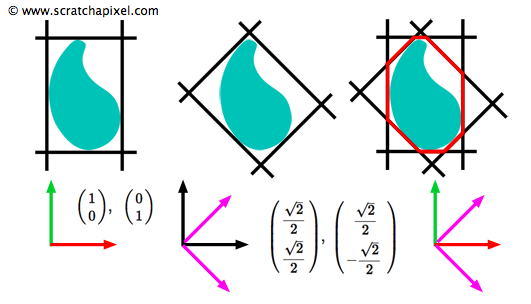 © www.scratchapixel.com
(1 0), (0 1)
(√2/2 √2/2), (√2/2 -√2/2)